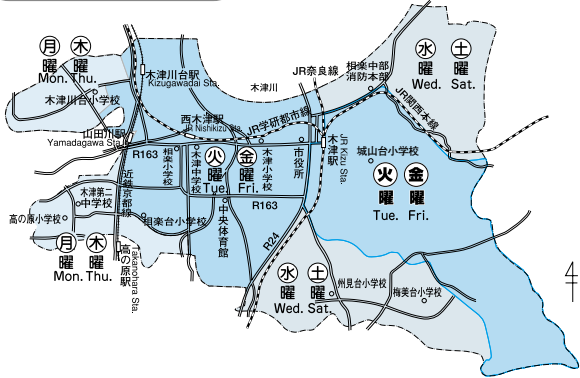 月 木
曜 曜
Mon. Thu.
水 土
曜 曜
Wed. Sat.
木津川台駅
Kizugawadai Sta.
木津川
JR奈良線
相楽中部
消防本部
木津川台小学校
西木津駅
JR Nishikizu Sta.
JR学研都市線
JR関西本線
山田川駅
Yamadagawa Sta.
R163
相楽小学校
木津中学校
火 金
曜 曜
Tue. Fri.
木津小学校
市役所
木津駅
JR Kizu Sta.
城山台小学校
火 金
曜 曜
Tue. Fri.
近鉄京都線
木津第二
中学校
高の原小学校
相楽台小学校
中央体育館
R163
R24
月 木
曜 曜
Mon. Thu.
高の原駅
Takanohara Sta.
水 土
曜 曜
Wed. Sat.
州見台小学校
梅美台小学校